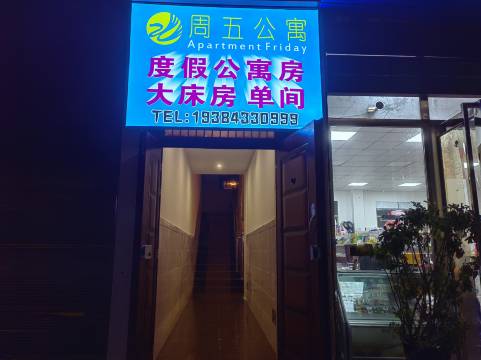 周五公寓
Apartment Friday
度假公寓房
大床房 单间
TEL:19384330999